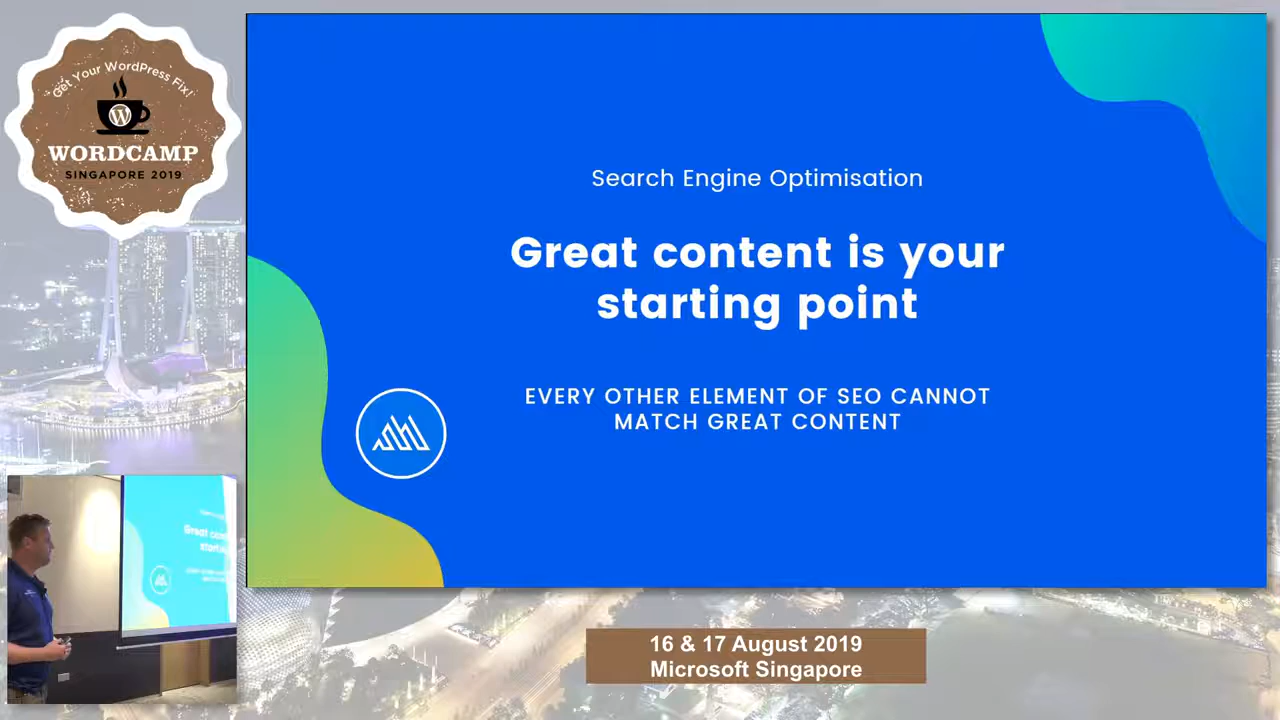 Get Your WordPress Fix!
WORDCAMP
SINGAPORE 2019
Search Engine Optimisation
Great content is your
starting point
EVERY OTHER ELEMENT OF SEO CANNOT
MATCH GREAT CONTENT
16 & 17 August 2019
Microsoft Singapore